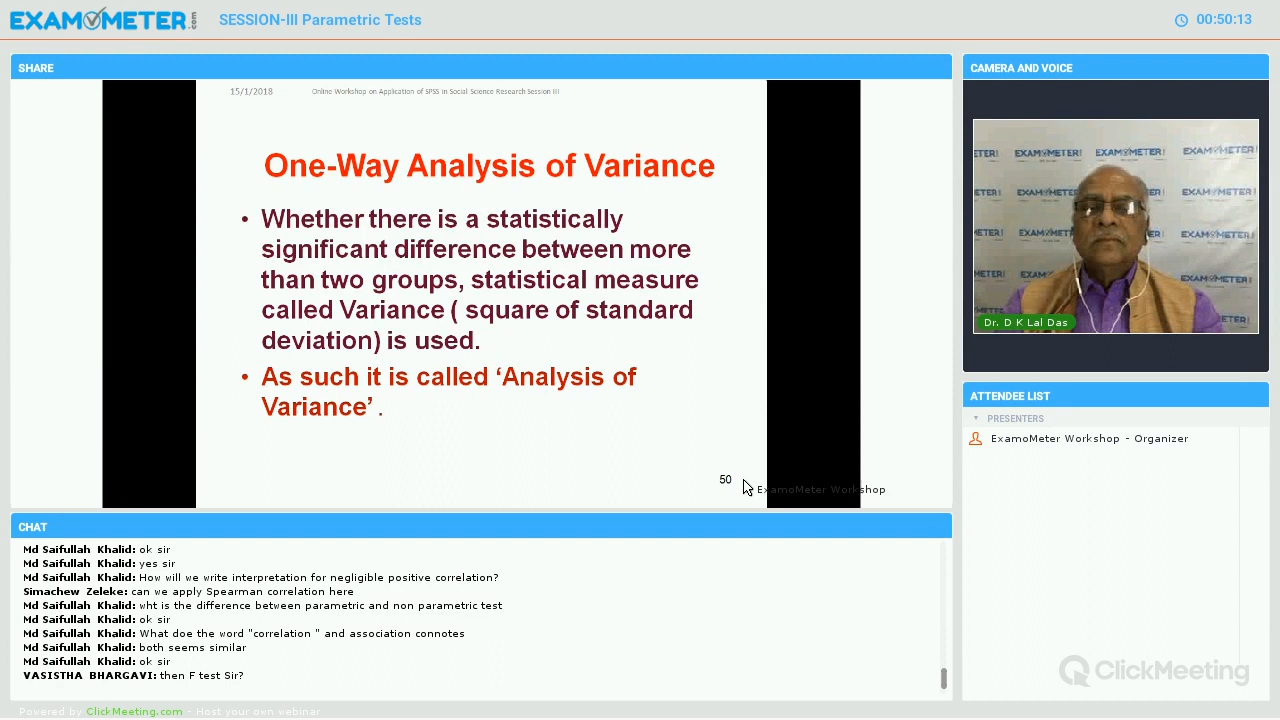 EXAMOMETER.com
SESSION-III Parametric Tests
00:50:13
SHARE
15/1/2018
Online Workshop on Application of SPSS in Social Science Research Session III
One-Way Analysis of Variance
• Whether there is a statistically
significant difference between more
than two groups, statistical measure
called Variance ( square of standard
deviation) is used.
• As such it is called ‘Analysis of
Variance’ .
50
ExamoMeter Workshop
CAMERA AND VOICE
Dr. D K Lal Das
ATTENDEE LIST
PRESENTERS
ExamoMeter Workshop - Organizer
CHAT
Md Saifullah Khalid: ok sir
Md Saifullah Khalid: yes sir
Md Saifullah Khalid: How will we write interpretation for negligible positive correlation?
Simachew Zeleke: can we apply Spearman correlation here
Md Saifullah Khalid: wht is the difference between parametric and non parametric test
Md Saifullah Khalid: ok sir
Md Saifullah Khalid: What doe the word "correlation " and association connotes
Md Saifullah Khalid: both seems similar
Md Saifullah Khalid: ok sir
VASISTHA BHARGAVI: then F test Sir?
ClickMeeting
Powered by ClickMeeting.com - Host your own webinar